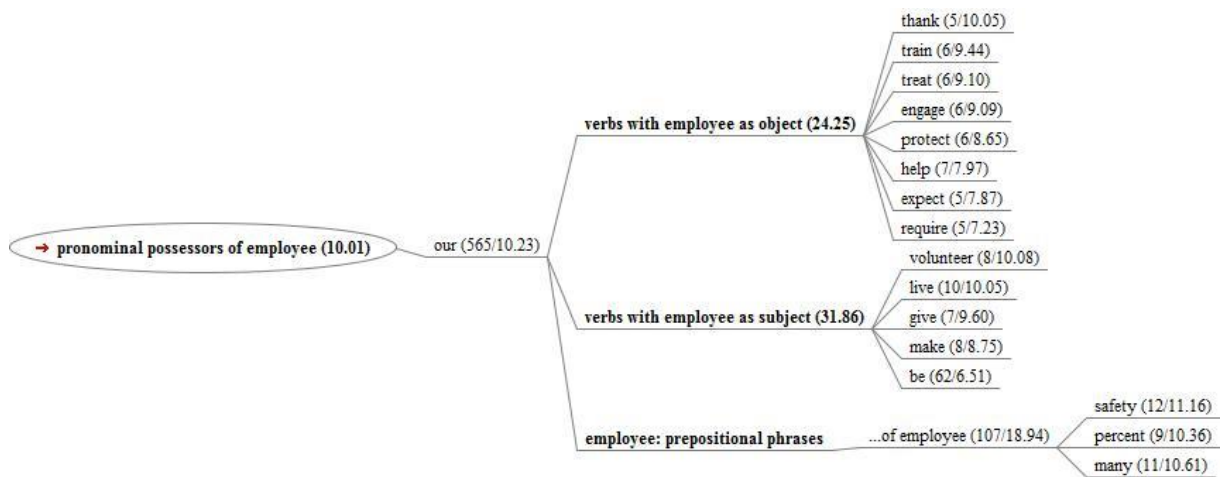 thank (5/10.05)
train (6/9.44)
treat (6/9.10)
engage (6/9.09)
verbs with employee as object (24.25)
protect (6/8.65)
help (7/7.97)
expect (5/7.87)
require (5/7.23)
→ pronominal possessors of employee (10.01)
our (565/10.23)
volunteer (8/10.08)
live (10/10.05)
verbs with employee as subject (31.86)
give (7/9.60)
make (8/8.75)
be (62/6.51)
employee: prepositional phrases
...of employee (107/18.94)
safety (12/11.16)
percent (9/10.36)
many (11/10.61)